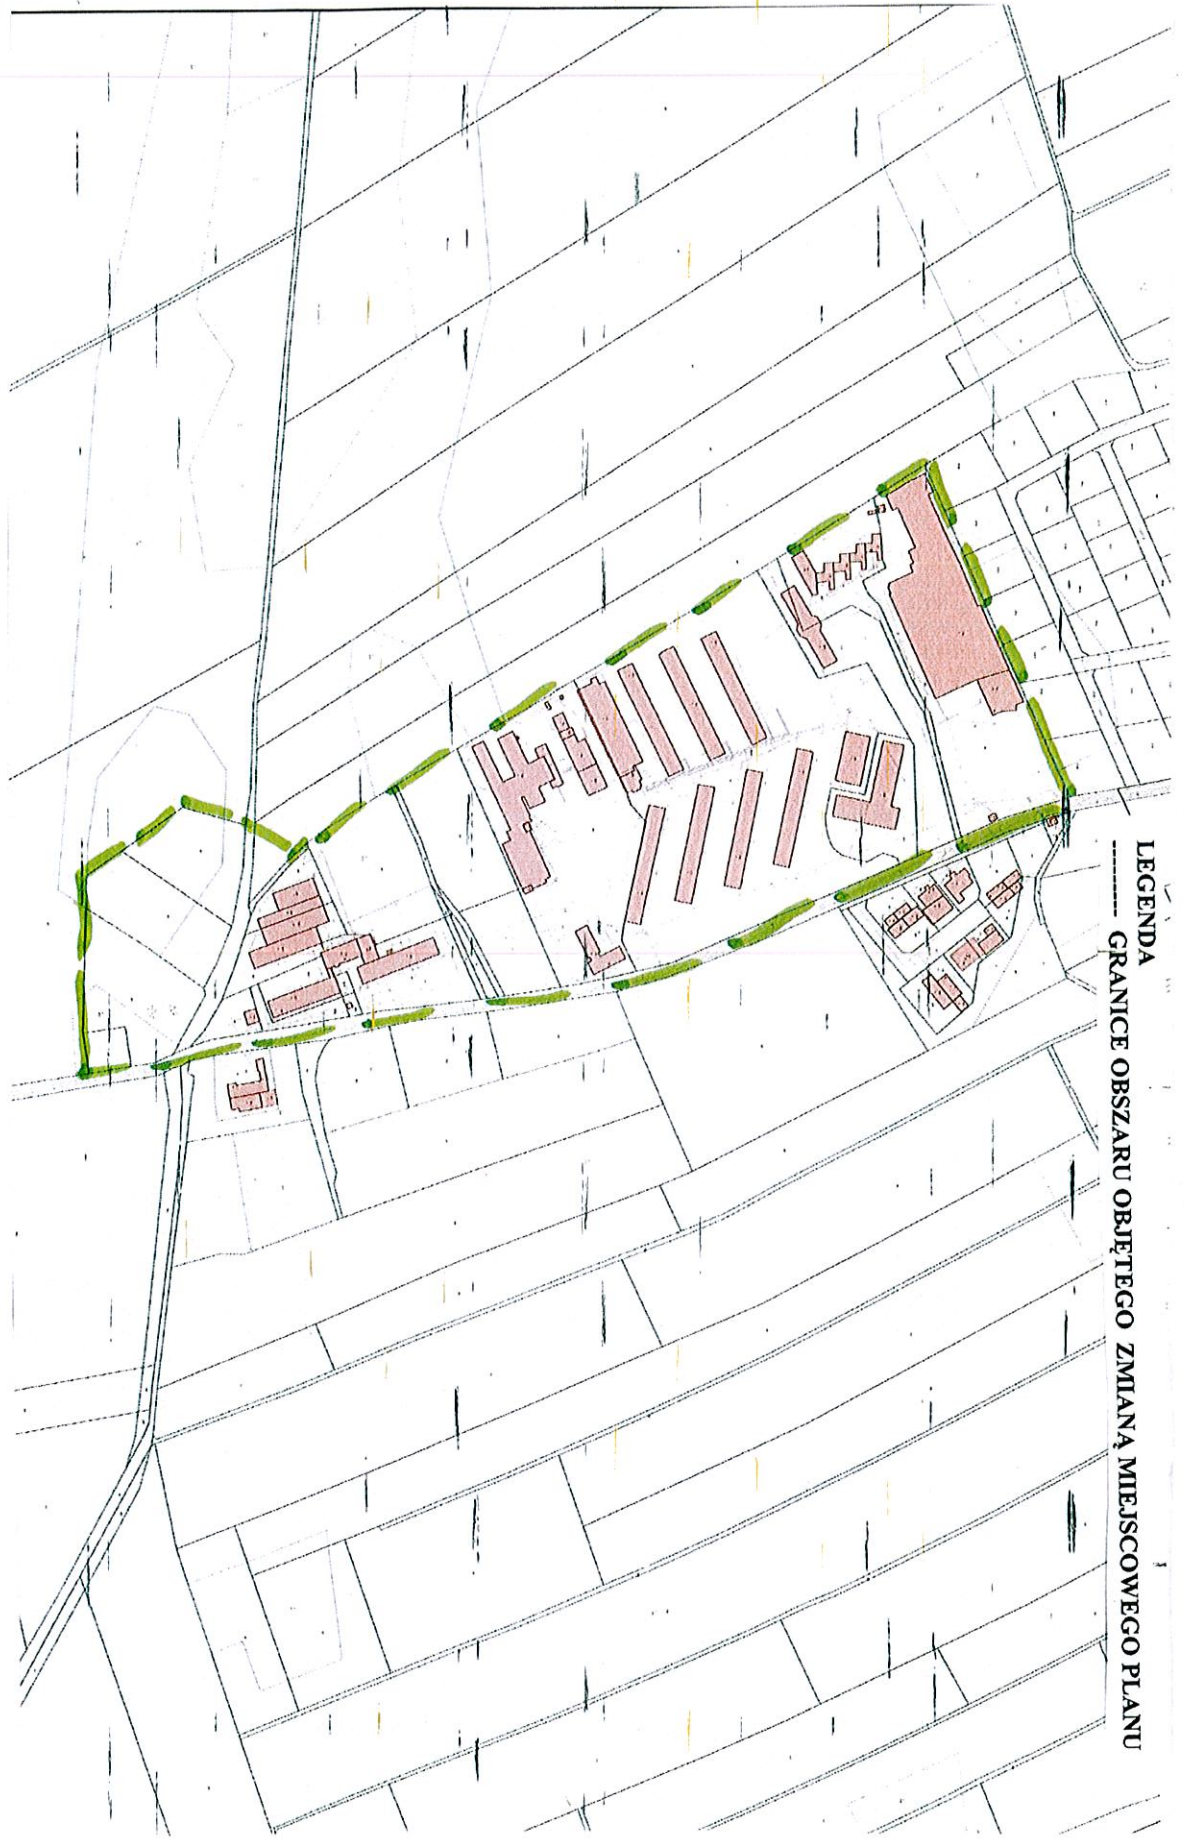 LEGENDA
--------- GRANICE OBSZARU OBJĘTEGO ZMIANĄ MIEJSCOWEGO PLANU